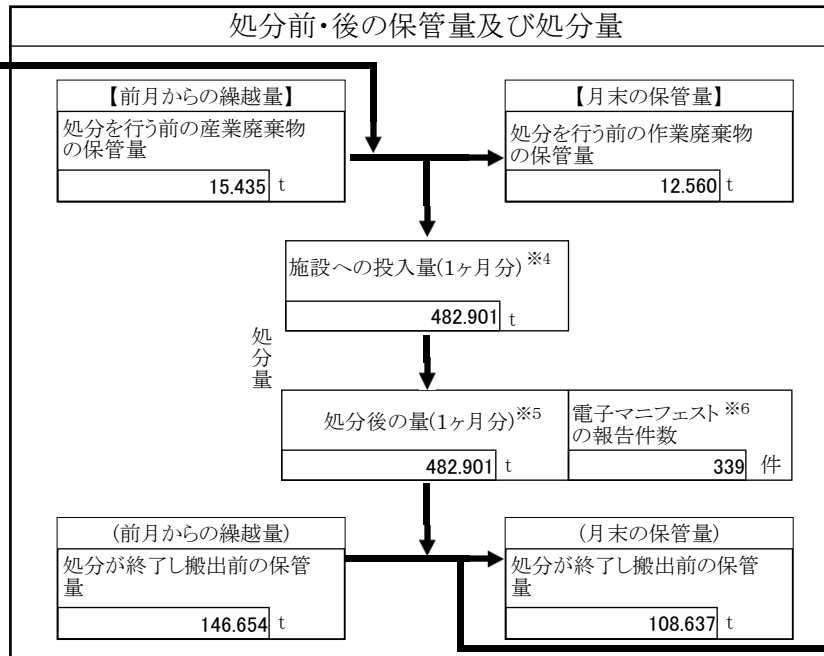 処分前・後の保管量及び処分量
【前月からの繰越量】
処分を行う前の産業廃棄物
の保管量
15.435 t
【月末の保管量】
処分を行う前の作業廃棄物
の保管量
12.560 t
施設への投入量(1ヶ月分)※4
482.901 t
処分量
処分後の量(1ヶ月分)※5
482.901 t
電子マニフェスト※6
の報告件数
339 件
(前月からの繰越量)
処分が終了し搬出前の保管
量
146.654 t
(月末の保管量)
処分が終了し搬出前の保管
量
108.637 t